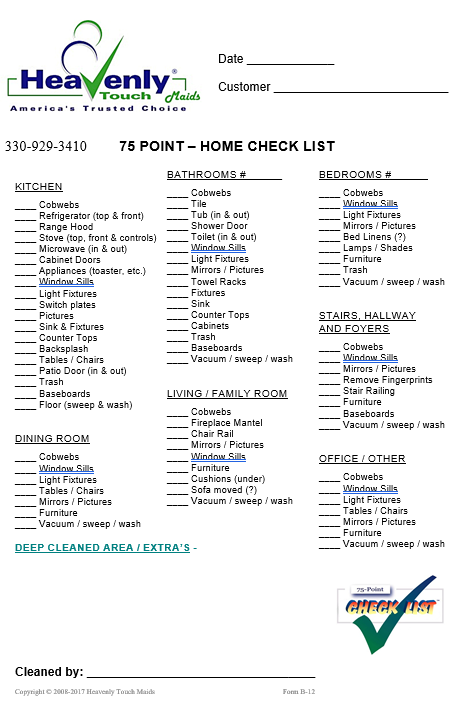 Heavenly®
Touch Maids
America's Trusted Choice
Date _____________
Customer __________________________
330-929-3410
75 POINT – HOME CHECK LIST
KITCHEN
____ Cobwebs
____ Refrigerator (top & front)
____ Range Hood
____ Stove (top, front & controls)
____ Microwave (in & out)
____ Cabinet Doors
____ Appliances (toaster, etc.)
____ Window Sills
____ Light Fixtures
____ Switch plates
____ Pictures
____ Sink & Fixtures
____ Counter Tops
____ Backsplash
____ Tables / Chairs
____ Patio Door (in & out)
____ Trash
____ Baseboards
____ Floor (sweep & wash)
DINING ROOM
____ Cobwebs
____ Window Sills
____ Light Fixtures
____ Tables / Chairs
____ Mirrors / Pictures
____ Furniture
____ Vacuum / sweep / wash
BATHROOMS #______
____ Cobwebs
____ Tile
____ Tub (in & out)
____ Shower Door
____ Toilet (in & out)
____ Window Sills
____ Light Fixtures
____ Mirrors / Pictures
____ Towel Racks
____ Fixtures
____ Sink
____ Counter Tops
____ Cabinets
____ Trash
____ Baseboards
____ Vacuum / sweep / wash
LIVING / FAMILY ROOM
____ Cobwebs
____ Fireplace Mantel
____ Chair Rail
____ Mirrors / Pictures
____ Window Sills
____ Furniture
____ Cushions (under)
____ Sofa moved (?)
____ Vacuum / sweep / wash
BEDROOMS #______
____ Cobwebs
____ Window Sills
____ Light Fixtures
____ Mirrors / Pictures
____ Bed Linens (?)
____ Lamps / Shades
____ Furniture
____ Trash
____ Vacuum / sweep / wash
STAIRS, HALLWAY
AND FOYERS
____ Cobwebs
____ Window Sills
____ Mirrors / Pictures
____ Remove Fingerprints
____ Stair Railing
____ Furniture
____ Baseboards
____ Vacuum / sweep / wash
OFFICE / OTHER
____ Cobwebs
____ Window Sills
____ Light Fixtures
____ Tables / Chairs
____ Mirrors / Pictures
____ Furniture
____ Vacuum / sweep / wash
DEEP CLEANED AREA / EXTRA'S -
75-Point
CHECK LIST™
Cleaned by: __________________________________
Copyright © 2008-2017 Heavenly Touch Maids
Form B-12